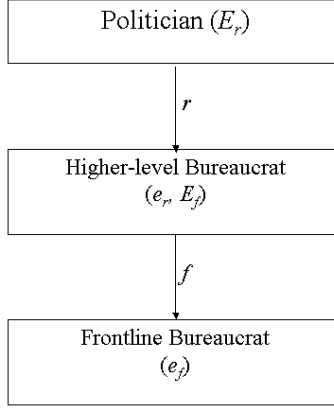 Politician (E_r)
r
Higher-level Bureaucrat
(e_r, E_f)
f
Frontline Bureaucrat
(e_f)